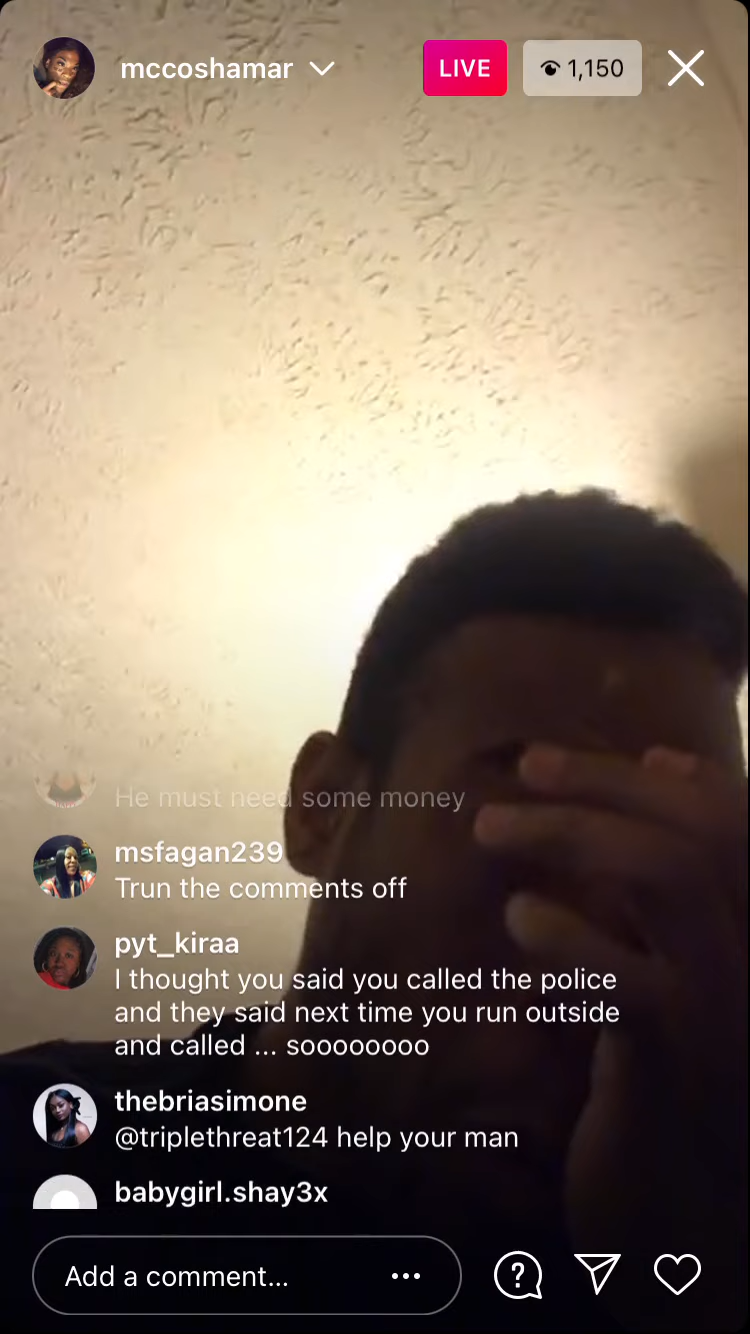 mccoshamar
LIVE
1,150
He must need some money
msfagan239
Trun the comments off
pyt_kiraa
I thought you said you called the police
and they said next time you run outside
and called ... soooooooo
thebriasimone
@triplethreat124 help your man
babygirl.shay3x
Add a comment...